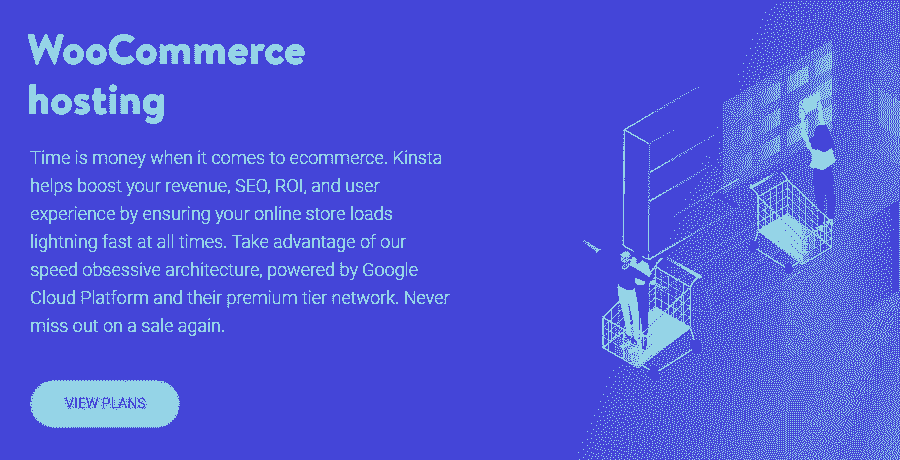 WooCommerce
hosting
Time is money when it comes to ecommerce. Kinsta
helps boost your revenue, SEO, ROI, and user
experience by ensuring your online store loads
lightning fast at all times. Take advantage of our
speed obsessive architecture, powered by Google
Cloud Platform and their premium tier network. Never
miss out on a sale again.
VIEW PLANS